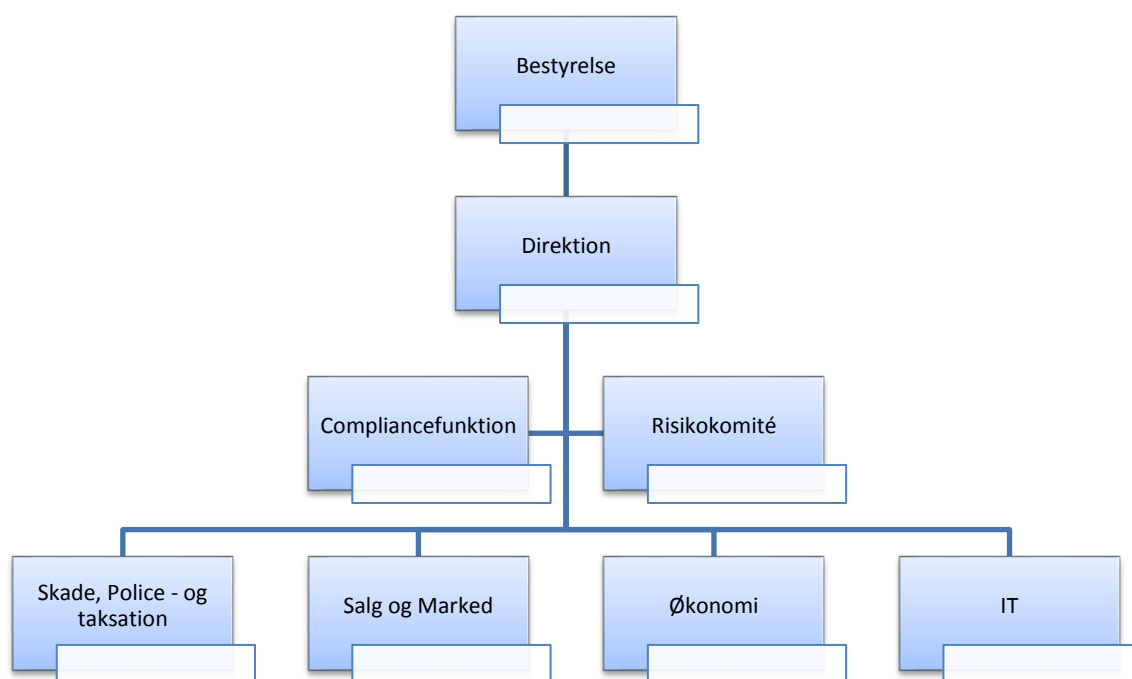 Bestyrelse
Direktion
Compliancefunktion
Risikokomité
Skade, Police - og
taksation
Salg og Marked
Økonomi
IT